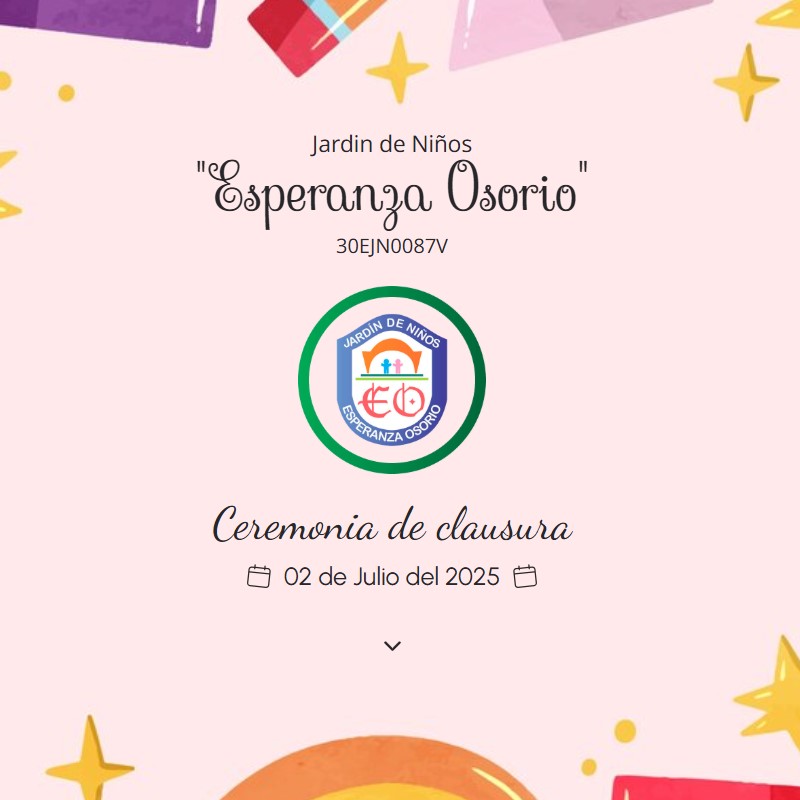 Jardin de Niños
"Esperanza Osorio"
30EJN0087V
JARDÍN DE NIÑOS
EO
ESPERANZA OSORIO
Ceremonia de clausura
02 de Julio del 2025